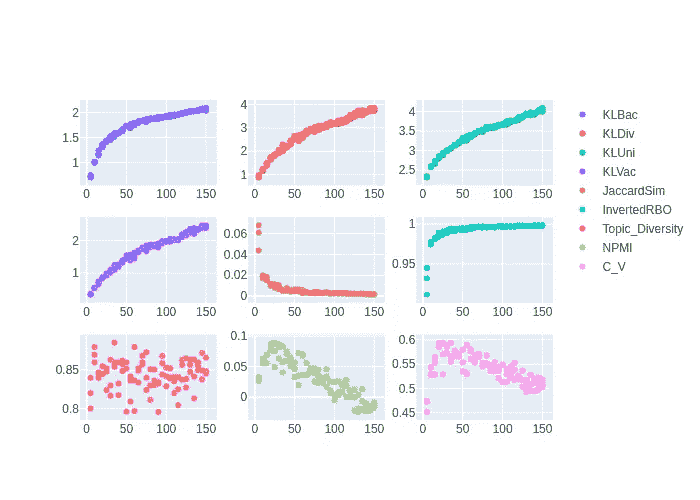 2
1.5
1
0 50 100 150
4
3
2
1
0 50 100 150
4
3.5
3
2.5
0 50 100 150
KLBac
KLDiv
KLUni
KLVac
JaccardSim
InvertedRBO
Topic_Diversity
NPMI
C_V
2
1
0 50 100 150
0.06
0.04
0.02
0
0 50 100 150
1
0.95
0 50 100 150
0.85
0.8
0 50 100 150
0.1
0.05
0
0 50 100 150
0.6
0.55
0.5
0.45
0 50 100 150